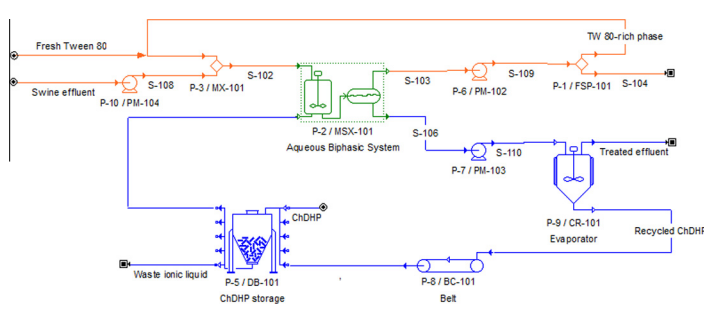 TW 80-rich phase
Fresh Tween 80
S-108
S-102
S-103
S-109
S-104
P-3 / MX-101
Swine effluent
P-10 / PM-104
P-6 / PM-102
P-1 / FSP-101
P-2 / MSX-101
Aqueous Biphasic System
S-106
S-110
Treated effluent
P-7 / PM-103
ChDHP
P-9 / CR-101
Evaporator
Recycled ChDHP
Waste ionic liquid
P-5 / DB-101
ChDHP storage
P-8 / BC-101
Belt